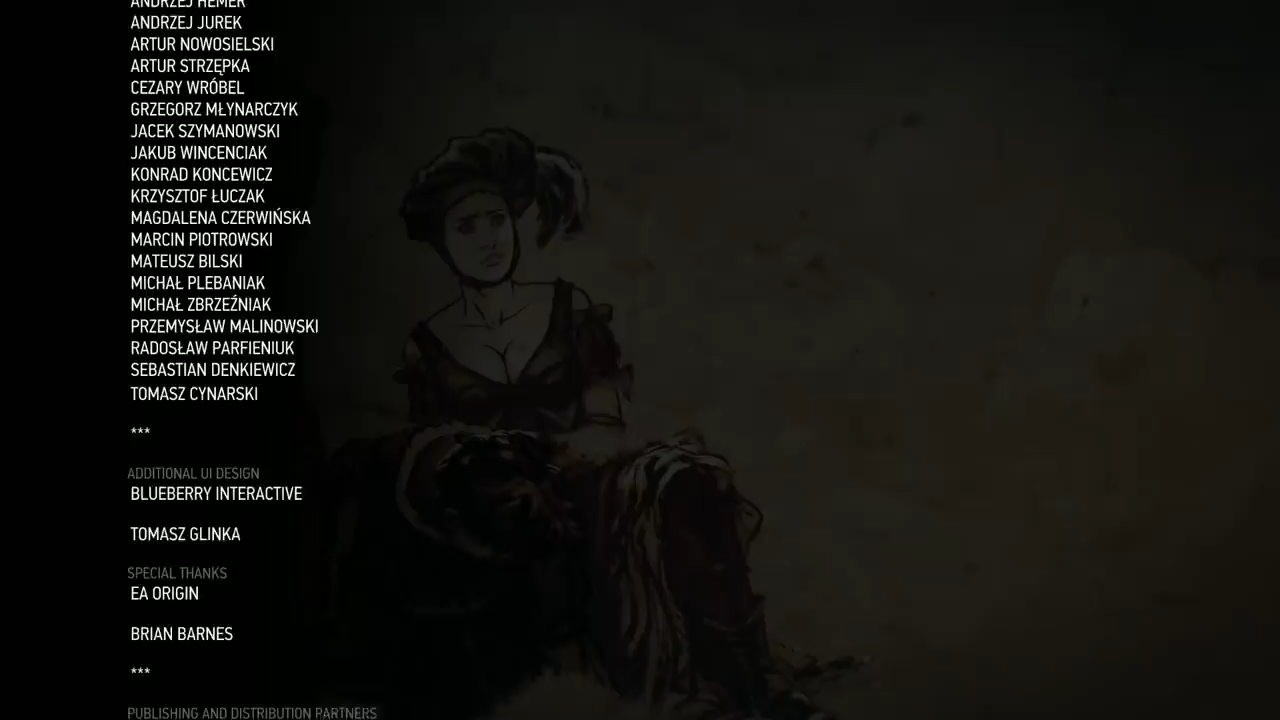 ANDRZEJ HEMER
ANDRZEJ JUREK
ARTUR NOWOSIELSKI
ARTUR STRZĘPKA
CEZARY WRÓBEL
GRZEGORZ MŁYNARCZYK
JACEK SZYMANOWSKI
JAKUB WINCENCIAK
KONRAD KONCEWICZ
KRZYSZTOF ŁUCZAK
MAGDALENA CZERWIŃSKA
MARCIN PIOTROWSKI
MATEUSZ BILSKI
MICHAŁ PLEBANIAK
MICHAŁ ZBRZEŹNIAK
PRZEMYSŁAW MALINOWSKI
RADOSŁAW PARFIENIUK
SEBASTIAN DENKIEWICZ
TOMASZ CYNARSKI
***
ADDITIONAL UI DESIGN
BLUEBERRY INTERACTIVE
TOMASZ GLINKA
SPECIAL THANKS
EA ORIGIN
BRIAN BARNES
***
PUBLISHING AND DISTRIBUTION PARTNERS